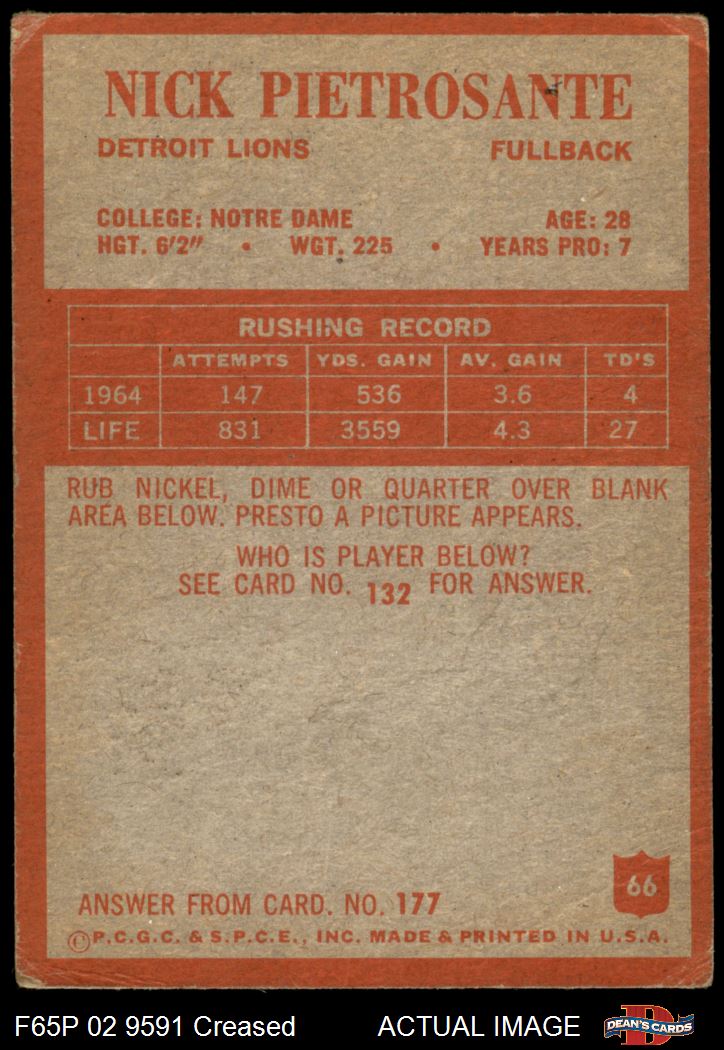 NICK PIETROSANTE
DETROIT LIONS FULLBACK
COLLEGE: NOTRE DAME AGE: 28
HGT. 6'2" • WGT. 225 • YEARS PRO: 7
RUSHING RECORD
ATTEMPTS YDS. GAIN AV. GAIN TD'S
1964 147 536 3.6 4
LIFE 831 3559 4.3 27
RUB NICKEL, DIME OR QUARTER OVER BLANK
AREA BELOW. PRESTO A PICTURE APPEARS.
WHO IS PLAYER BELOW?
SEE CARD NO. 132 FOR ANSWER.
66
ANSWER FROM CARD. NO. 177
©P.C.G.C. & S.P.C.E., INC. MADE & PRINTED IN U.S.A.
F65P 02 9591 Creased ACTUAL IMAGE DEAN'S CARDS